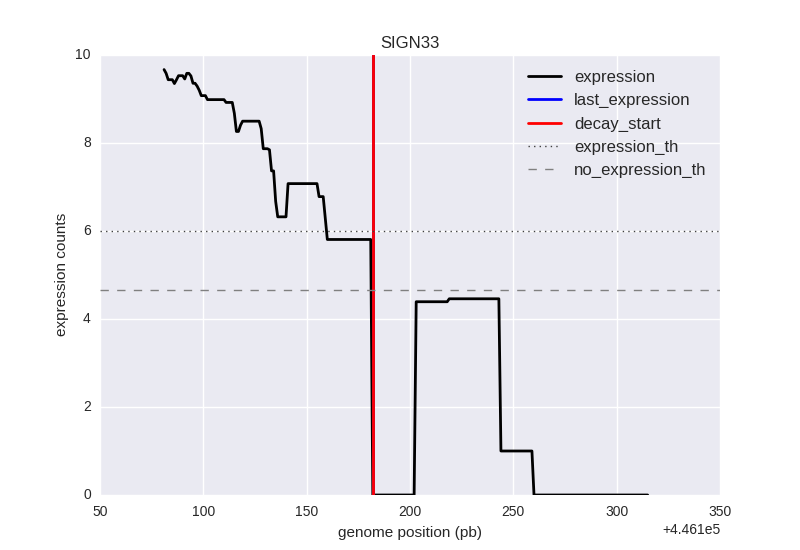 SIGN33
10
8
6
4
2
0
expression counts
expression
last_expression
decay_start
expression_th
no_expression_th
50
100
150
200
250
300
350
+4.461e5
genome position (pb)